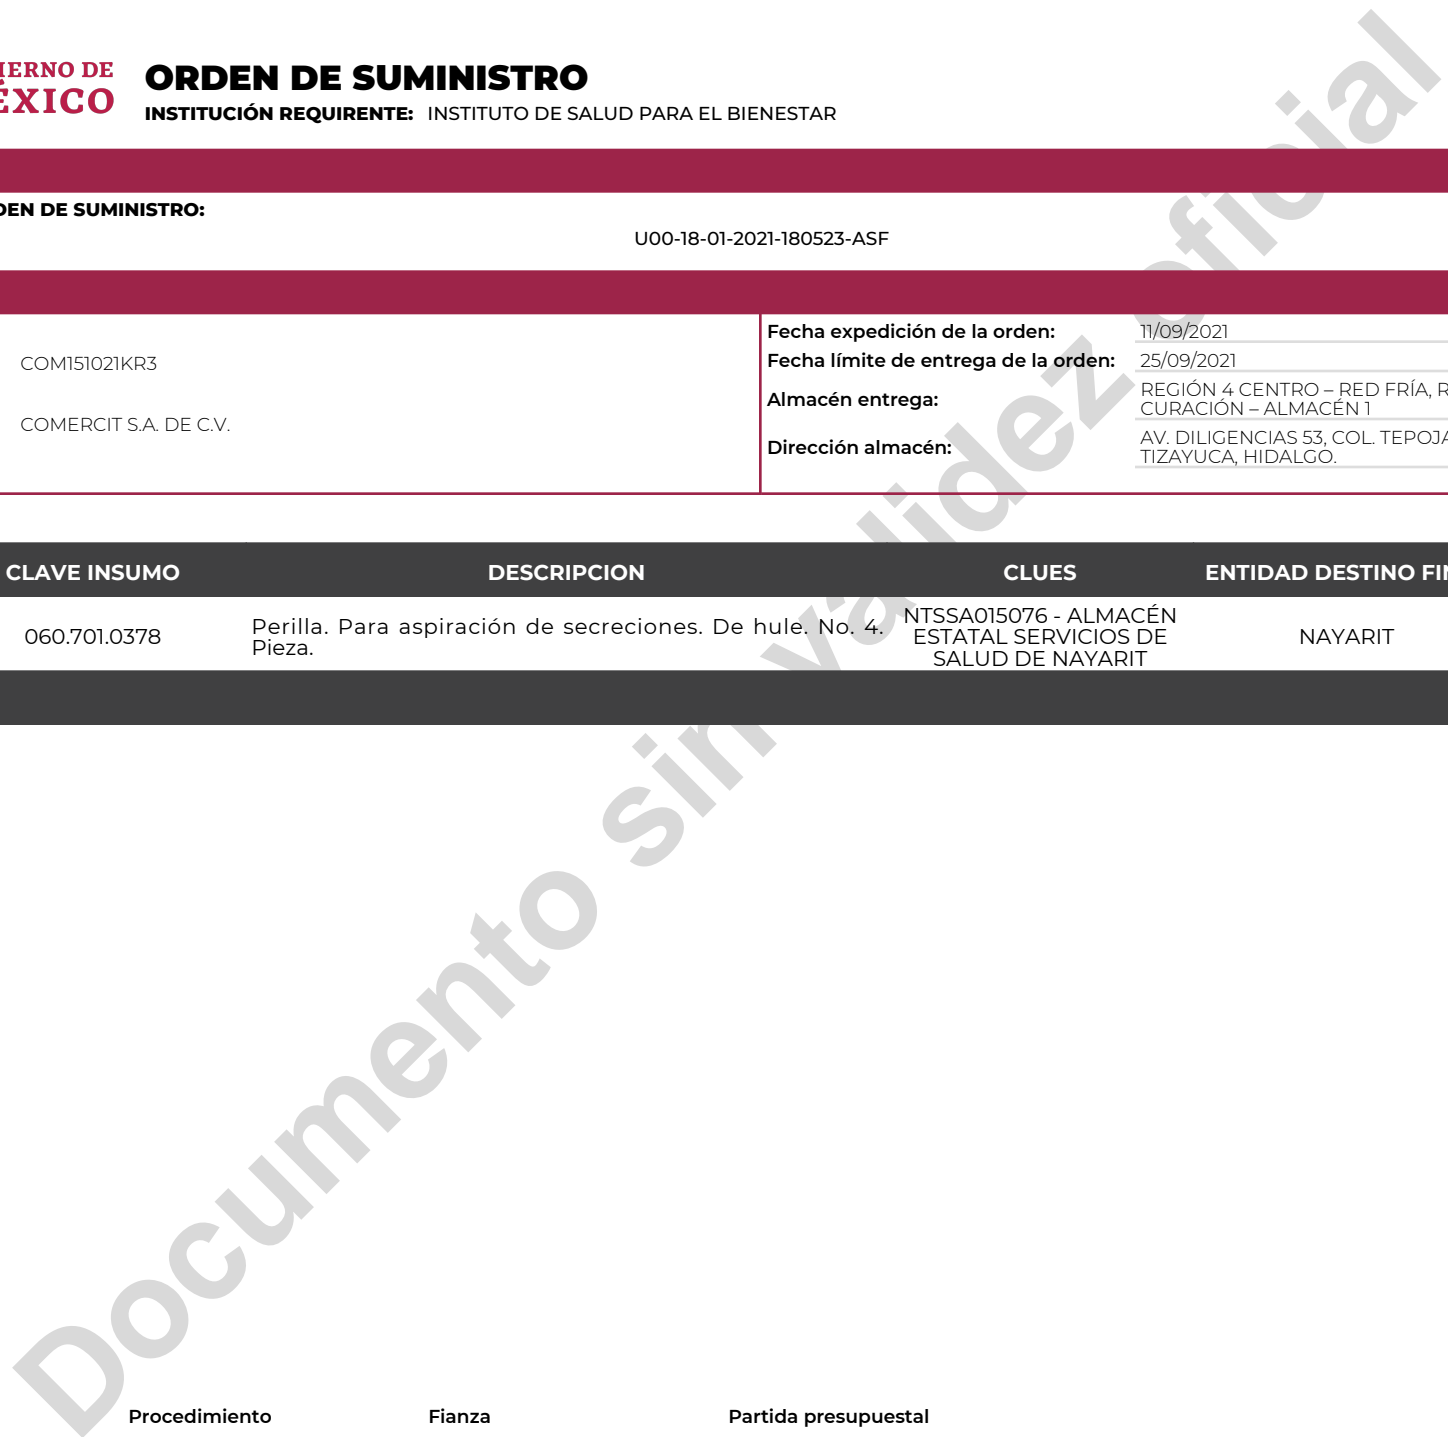 IERNO DE
ÉXICO
ORDEN DE SUMINISTRO
INSTITUCIÓN REQUIRENTE: INSTITUTO DE SALUD PARA EL BIENESTAR
DEN DE SUMINISTRO:
U00-18-01-2021-180523-ASF
COM151021KR3
COMERCIT S.A. DE C.V.
Fecha expedición de la orden: 11/09/2021
Fecha límite de entrega de la orden: 25/09/2021
Almacén entrega: REGIÓN 4 CENTRO – RED FRÍA, R
CURACIÓN – ALMACÉN 1
Dirección almacén: AV. DILIGENCIAS 53, COL. TEPOJA
TIZAYUCA, HIDALGO.
CLAVE INSUMO DESCRIPCION CLUES ENTIDAD DESTINO FIN
060.701.0378
Perilla. Para aspiración de secreciones. De hule. No. 4.
Pieza.
NTSSA015076 - ALMACÉN
ESTATAL SERVICIOS DE
SALUD DE NAYARIT
NAYARIT
Documento sin validez oficial
Procedimiento Fianza Partida presupuestal